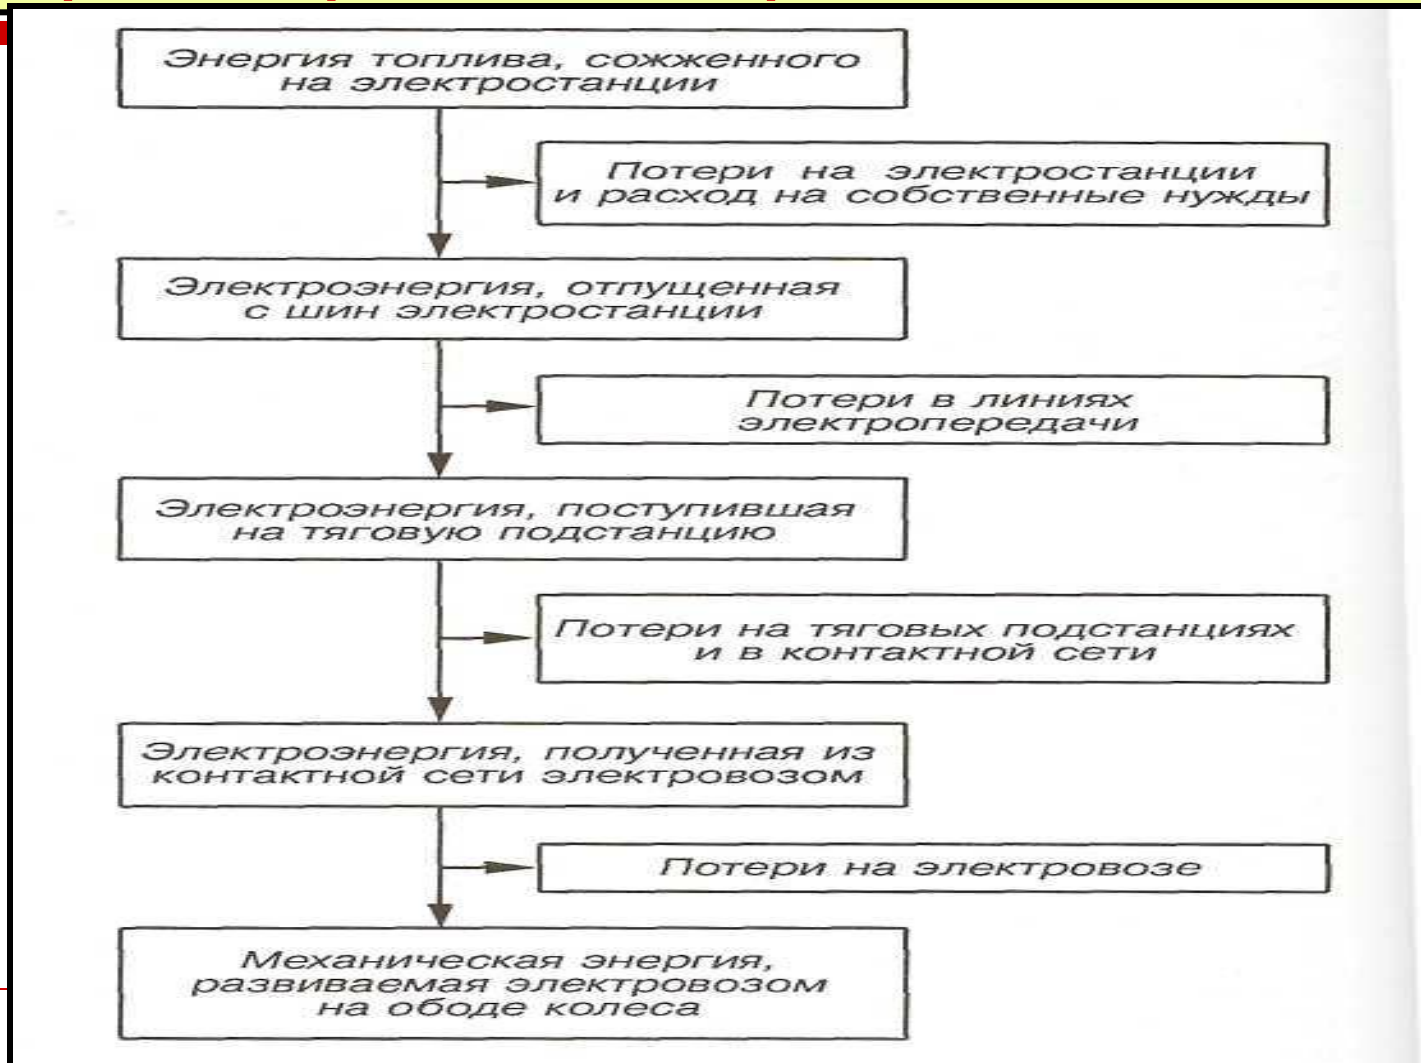 Энергия топлива, сожженного
на электростанции
Потери на электростанции
и расход на собственные нужды
Электроэнергия, отпущенная
с шин электростанции
Потери в линиях
электропередачи
Электроэнергия, поступившая
на тяговую подстанцию
Потери на тяговых подстанциях
и в контактной сети
Электроэнергия, полученная из
контактной сети электровозом
Потери на электровозе
Механическая энергия,
развиваемая электровозом
на ободе колеса